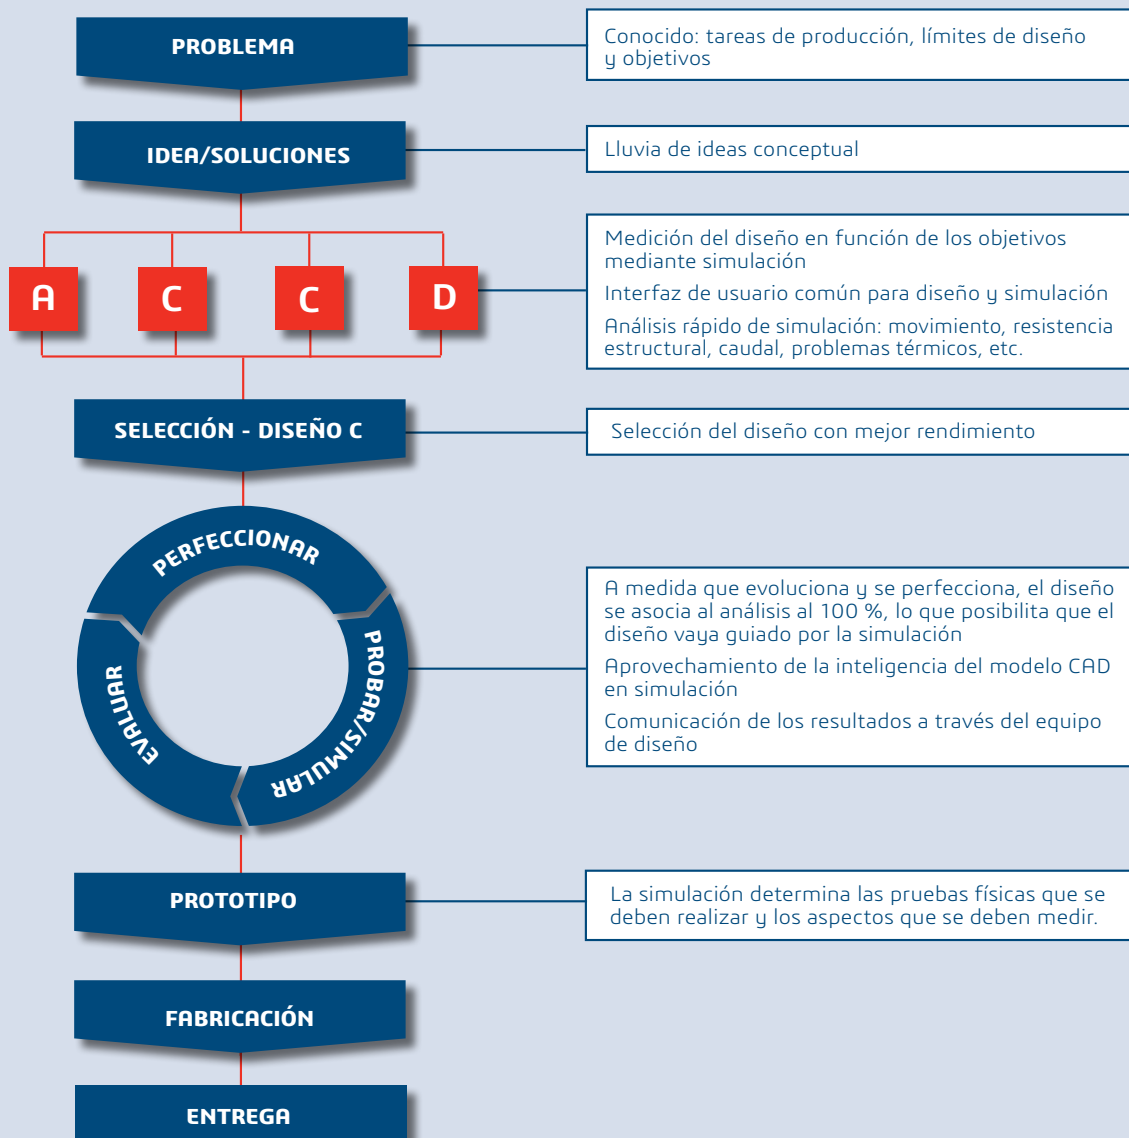 PROBLEMA
Conocido: tareas de producción, límites de diseño
y objetivos
IDEA/SOLUCIONES
Lluvia de ideas conceptual
A
C
C
D
Medición del diseño en función de los objetivos
mediante simulación
Interfaz de usuario común para diseño y simulación
Análisis rápido de simulación: movimiento, resistencia
estructural, caudal, problemas térmicos, etc.
SELECCIÓN - DISEÑO C
Selección del diseño con mejor rendimiento
PERFECCIONAR
PROBAR/SIMULAR
EVALUAR
A medida que evoluciona y se perfecciona, el diseño
se asocia al análisis al 100 %, lo que posibilita que el
diseño vaya guiado por la simulación
Aprovechamiento de la inteligencia del modelo CAD
en simulación
Comunicación de los resultados a través del equipo
de diseño
PROTOTIPO
La simulación determina las pruebas físicas que se
deben realizar y los aspectos que se deben medir.
FABRICACIÓN
ENTREGA